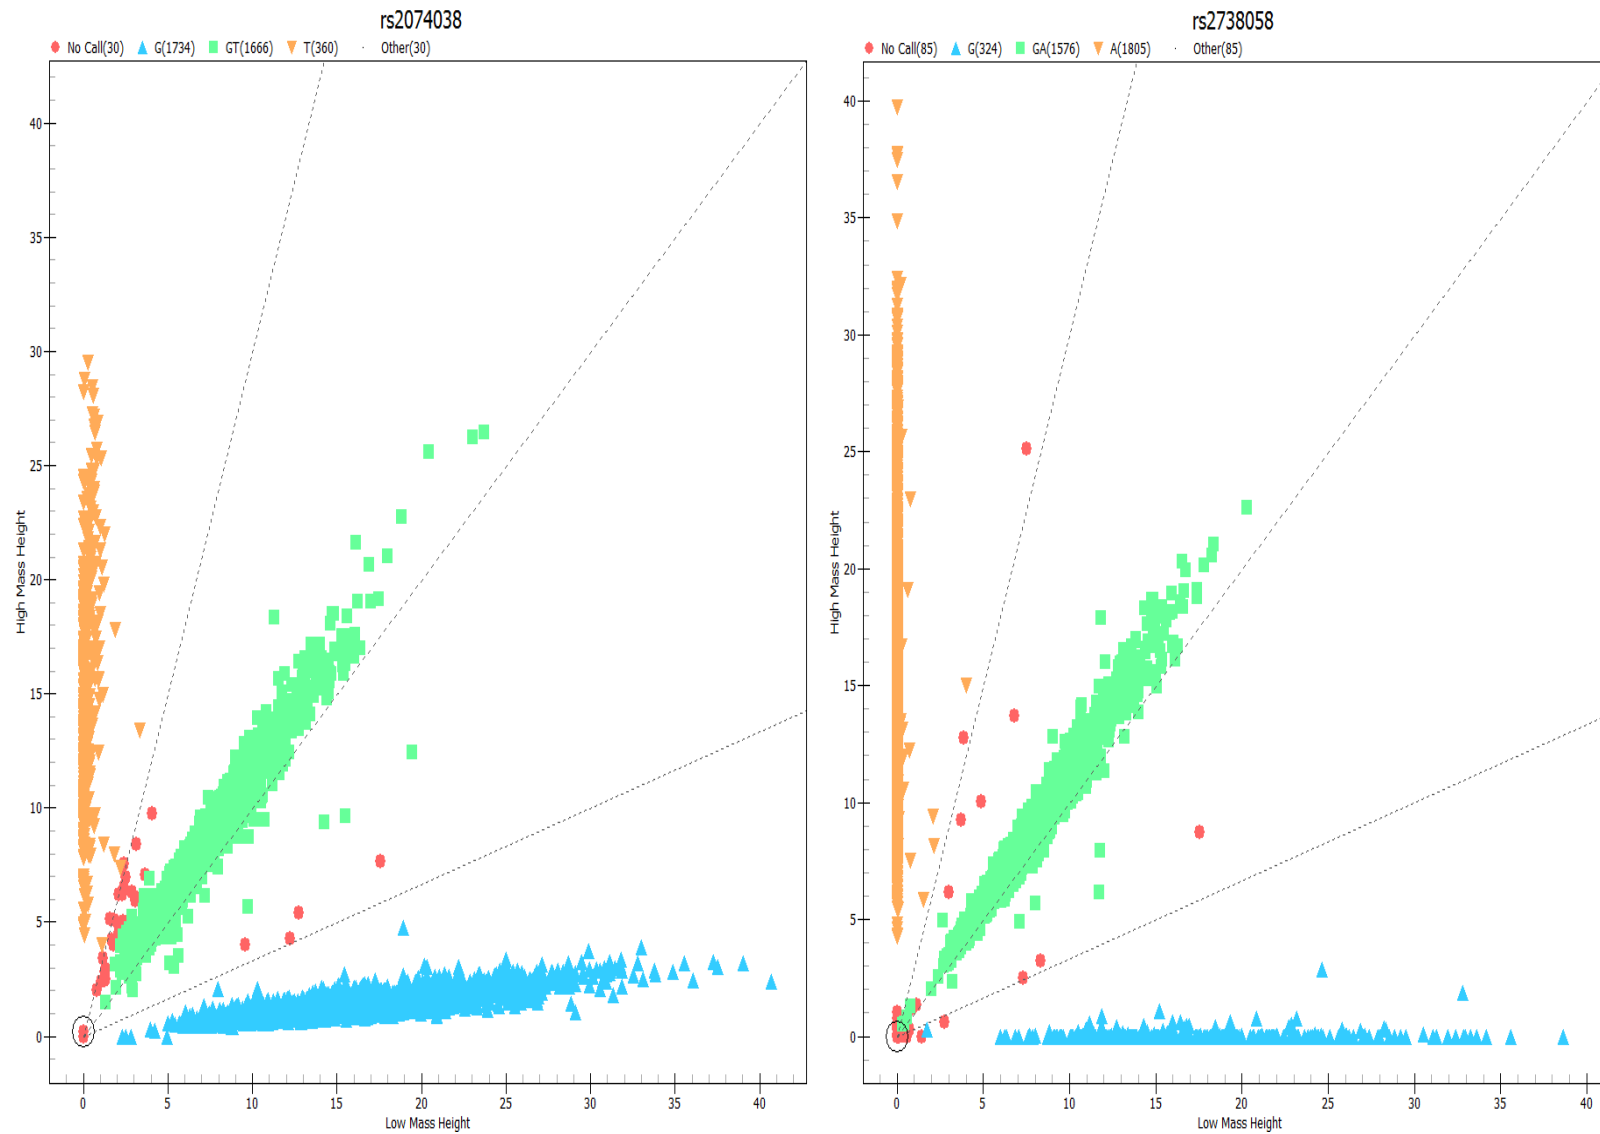 rs2074038
No Call(30) G(1734) GT(1666) T(360) Other(30)
High Mass Height
40
35
30
25
20
15
10
5
0
0 5 10 15 20 25 30 35 40
Low Mass Height
rs2738058
No Call(85) G(324) GA(1576) A(1805) Other(85)
High Mass Height
40
35
30
25
20
15
10
5
0
0 5 10 15 20 25 30 35 40
Low Mass Height